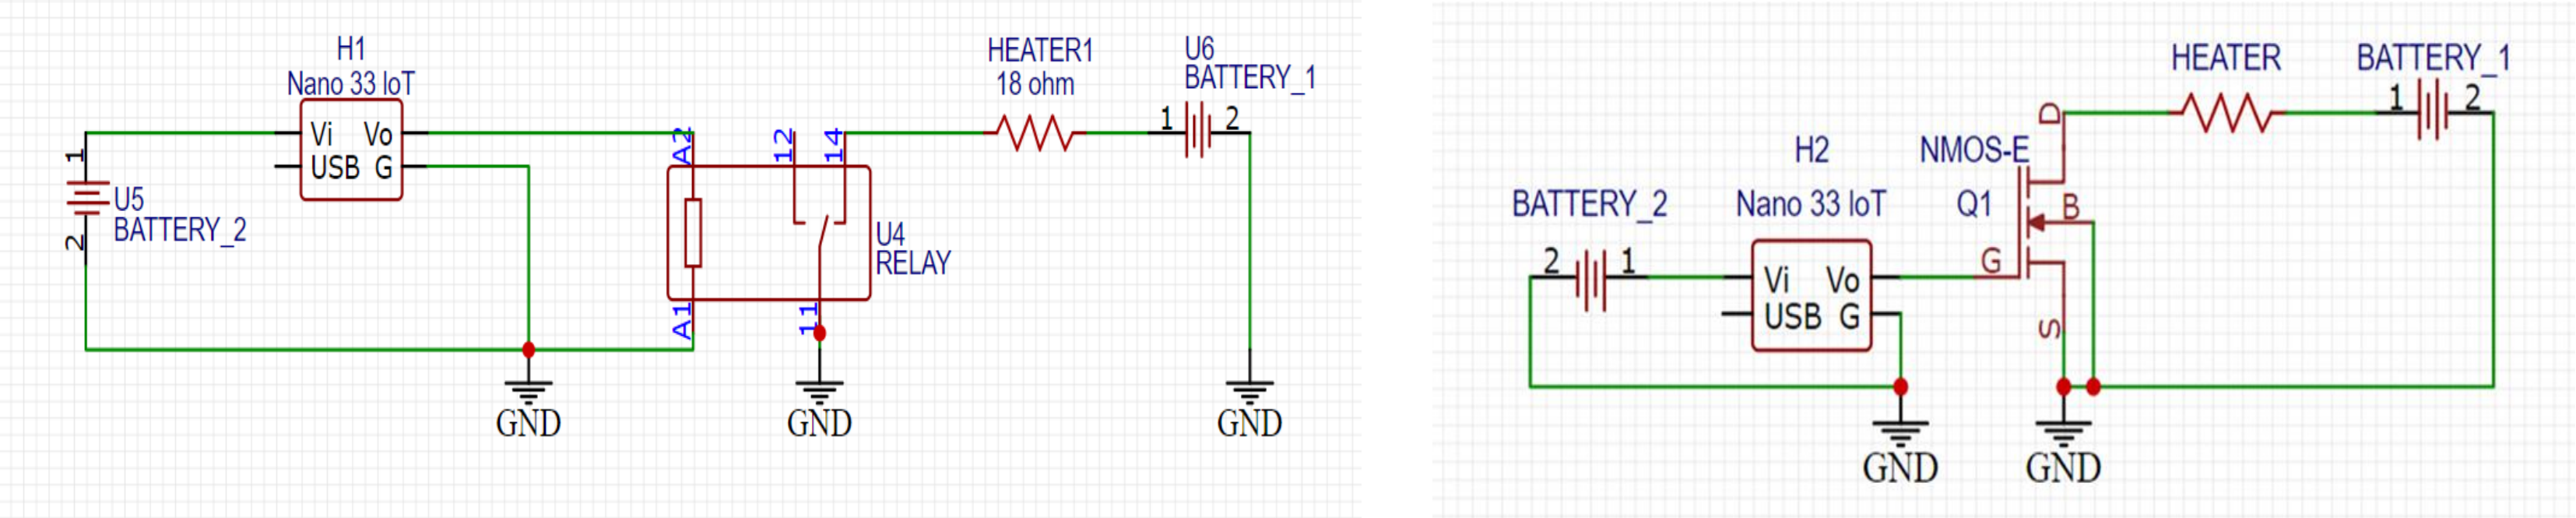 H1
Nano 33 IoT
Vi Vo
USB G
1
U5
BATTERY_2
2
A2
12
14
A1
11
U4
RELAY
HEATER1
18 ohm
U6
BATTERY_1
1 2
GND
GND
GND
HEATER
BATTERY_1
1 2
D
NMOS-E
Q1
B
G
S
H2
Nano 33 IoT
BATTERY_2
2 1
Vi Vo
USB G
GND
GND